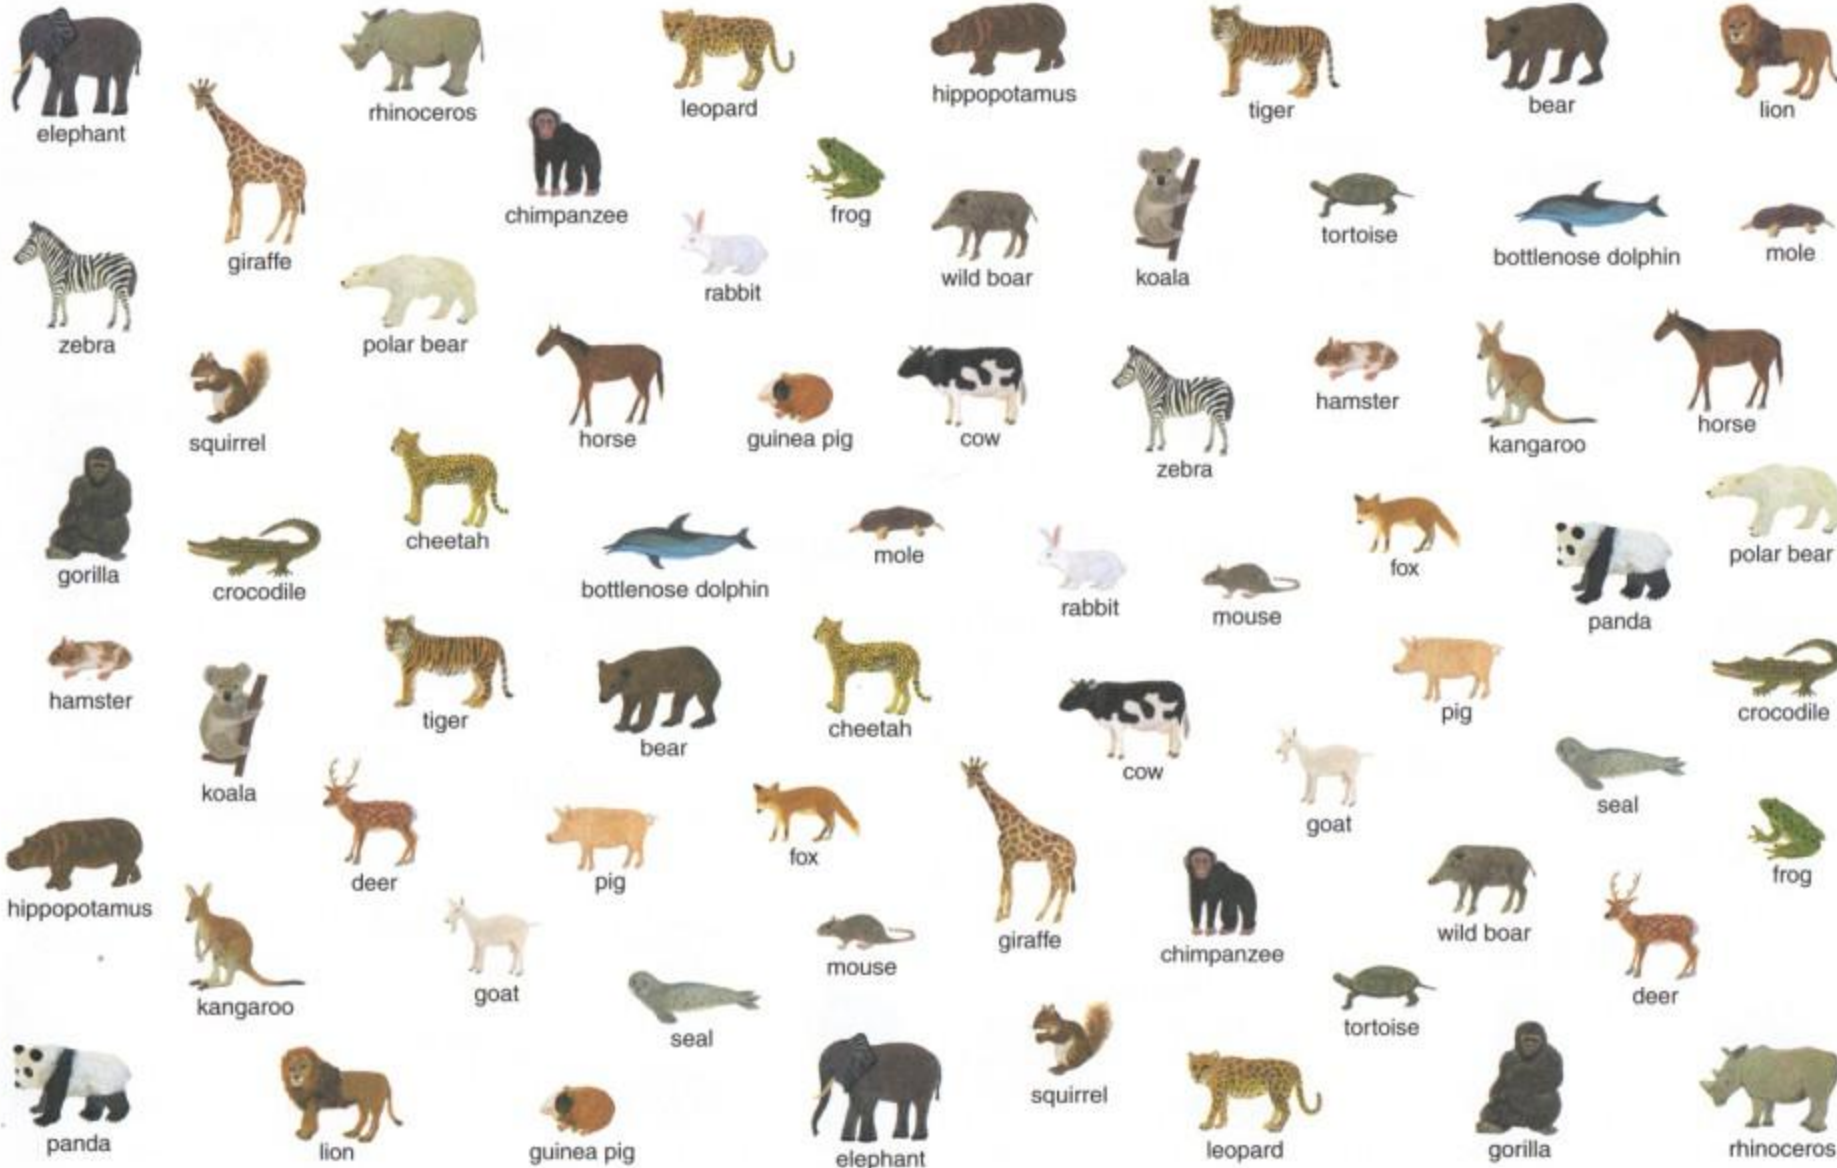 elephant
rhinoceros
leopard
hippopotamus
tiger
bear
lion
giraffe
chimpanzee
frog
wild boar
koala
tortoise
bottlenose dolphin
mole
zebra
polar bear
rabbit
squirrel
horse
guinea pig
cow
zebra
hamster
kangaroo
horse
gorilla
crocodile
cheetah
bottlenose dolphin
mole
rabbit
mouse
fox
panda
polar bear
hamster
koala
tiger
bear
cheetah
cow
pig
crocodile
goat
seal
hippopotamus
deer
pig
fox
giraffe
chimpanzee
wild boar
frog
kangaroo
goat
seal
mouse
tortoise
deer
panda
lion
guinea pig
elephant
squirrel
leopard
gorilla
rhinoceros